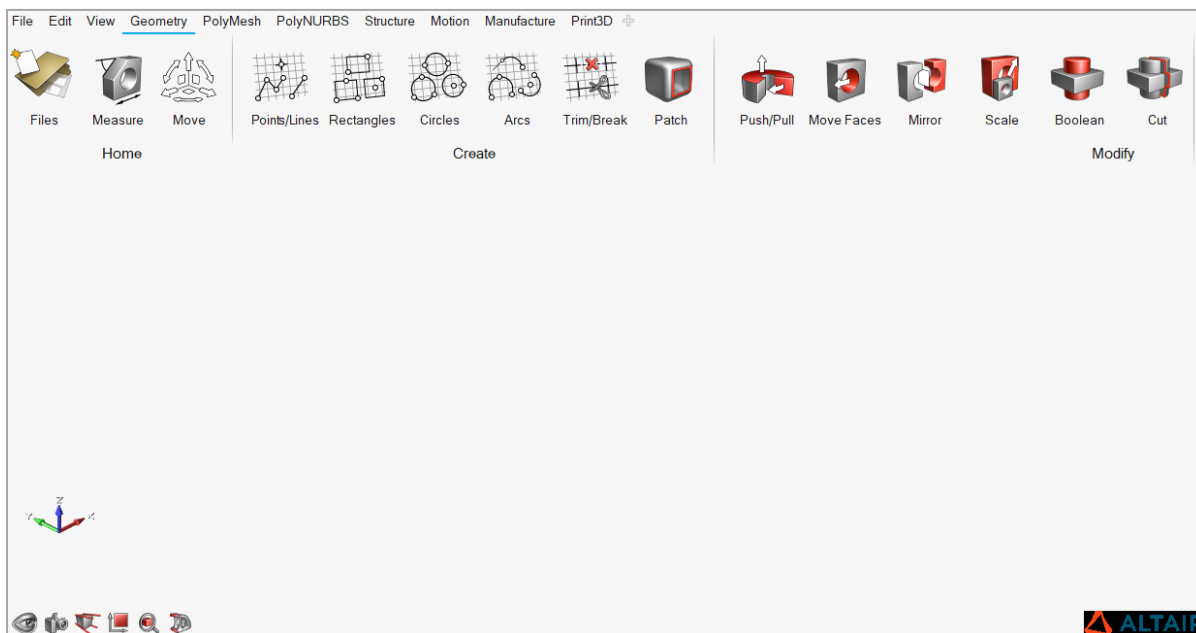 File Edit View Geometry PolyMesh PolyNURBS Structure Motion Manufacture Print3D
Files Measure Move Points/Lines Rectangles Circles Arcs Trim/Break Patch Push/Pull Move Faces Mirror Scale Boolean Cut
Home Create Modify
Z
Y X
ALTAIR